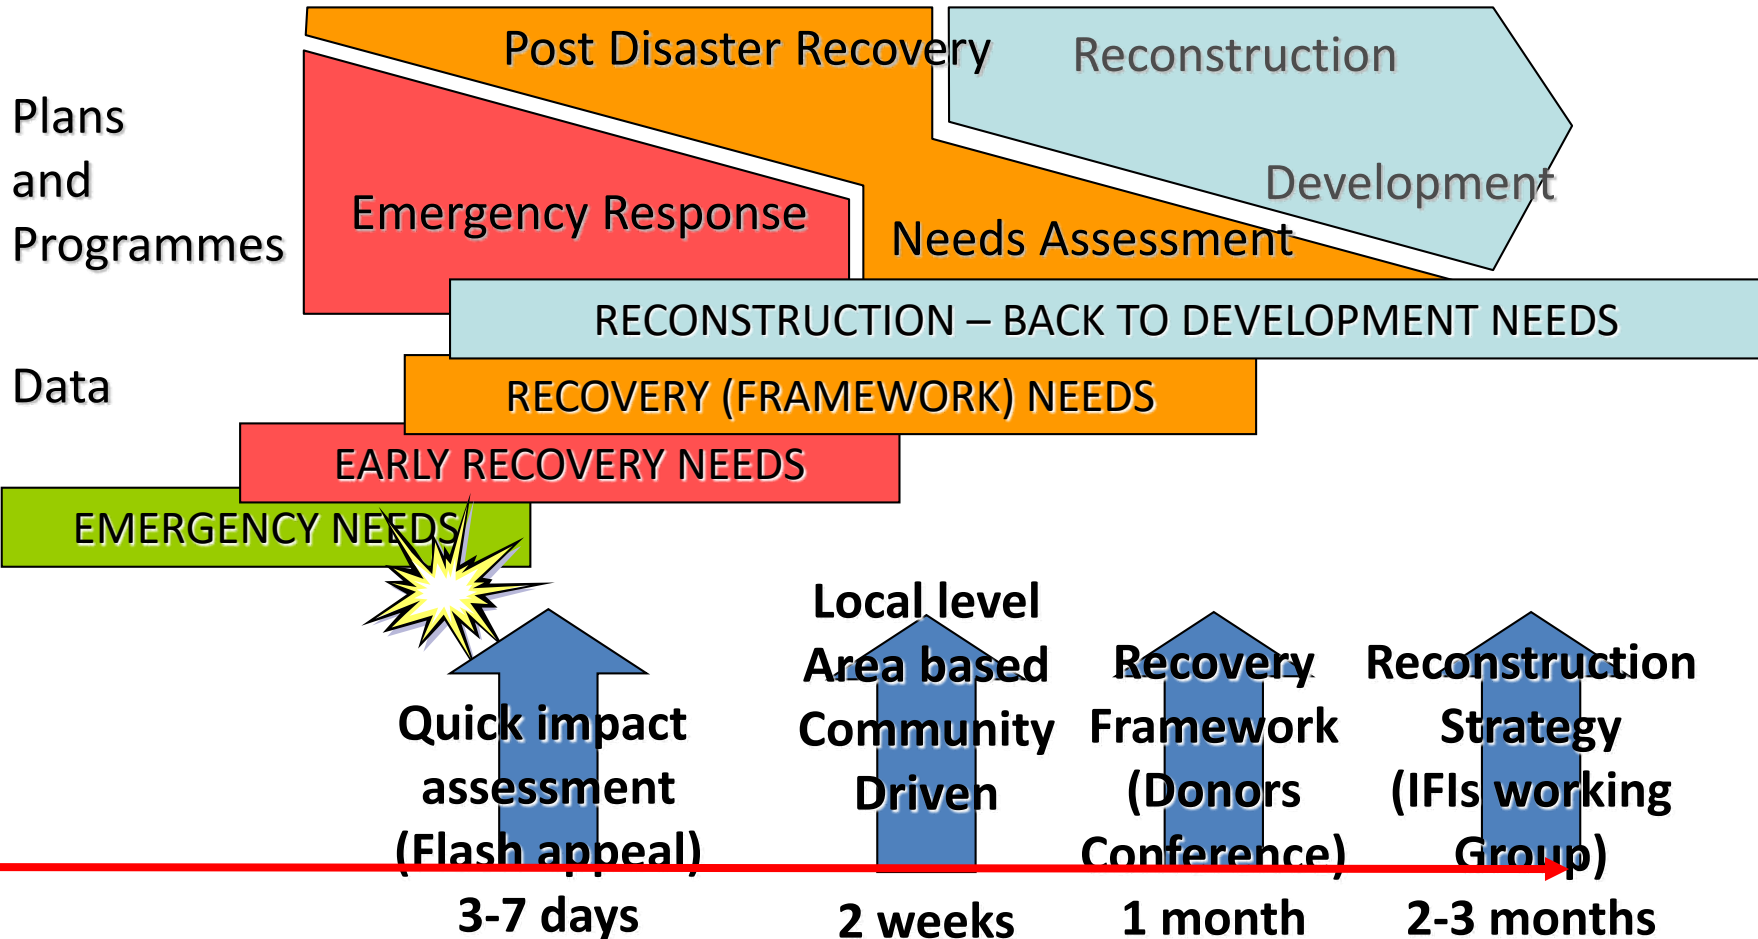 Post Disaster Recovery
Reconstruction
Plans
and
Programmes
Emergency Response
Development
Needs Assessment
RECONSTRUCTION – BACK TO DEVELOPMENT NEEDS
Data
RECOVERY (FRAMEWORK) NEEDS
EARLY RECOVERY NEEDS
EMERGENCY NEEDS
Quick impact
assessment
(Flash appeal)
3-7 days
Local level
Area based
Community
Driven
2 weeks
Recovery
Framework
(Donors
Conference)
1 month
Reconstruction
Strategy
(IFIs working
Group)
2-3 months